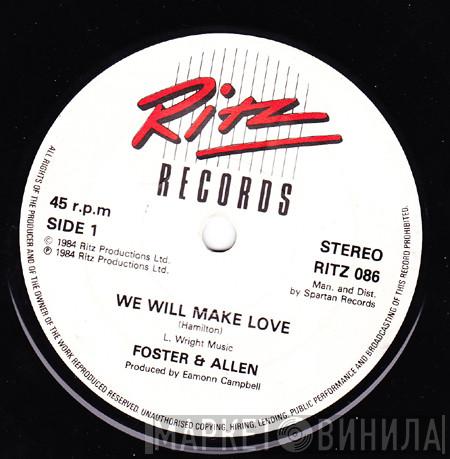 Ritz
RECORDS
45 r.p.m
SIDE 1
© 1984 Ritz Productions Ltd.
℗ 1984 Ritz Productions Ltd.
STEREO
RITZ 086
Man. and Dist.
by Spartan Records
WE WILL MAKE LOVE
(Hamilton)
L. Wright Music
FOSTER & ALLEN
Produced by Eamonn Campbell
ALL RIGHTS OF THE PRODUCER AND OF THE OWNER OF THE WORK REPRODUCED RESERVED. UNAUTHORISED COPYING, HIRING, LENDING, PUBLIC PERFORMANCE AND BROADCASTING OF THIS RECORD PROHIBITED.
МАРКЕТ ВИНИЛА